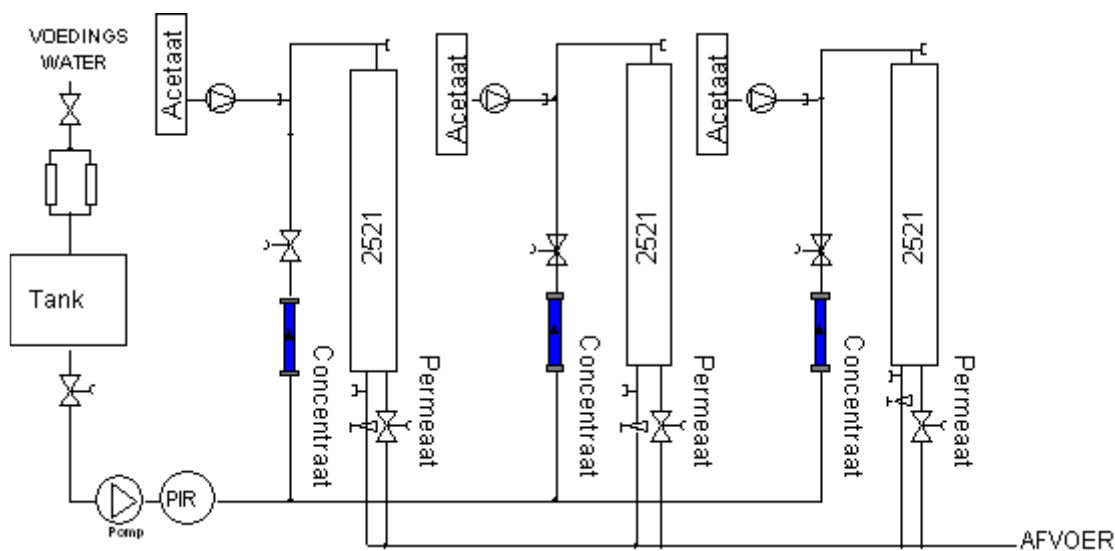 VOEDINGS
WATER
Acetaat
Acetaat
Acetaat
2521
2521
2521
Tank
Concentraat
Permeaat
Concentraat
Permeaat
Concentraat
Permeaat
PIR
Pomp
AFVOER